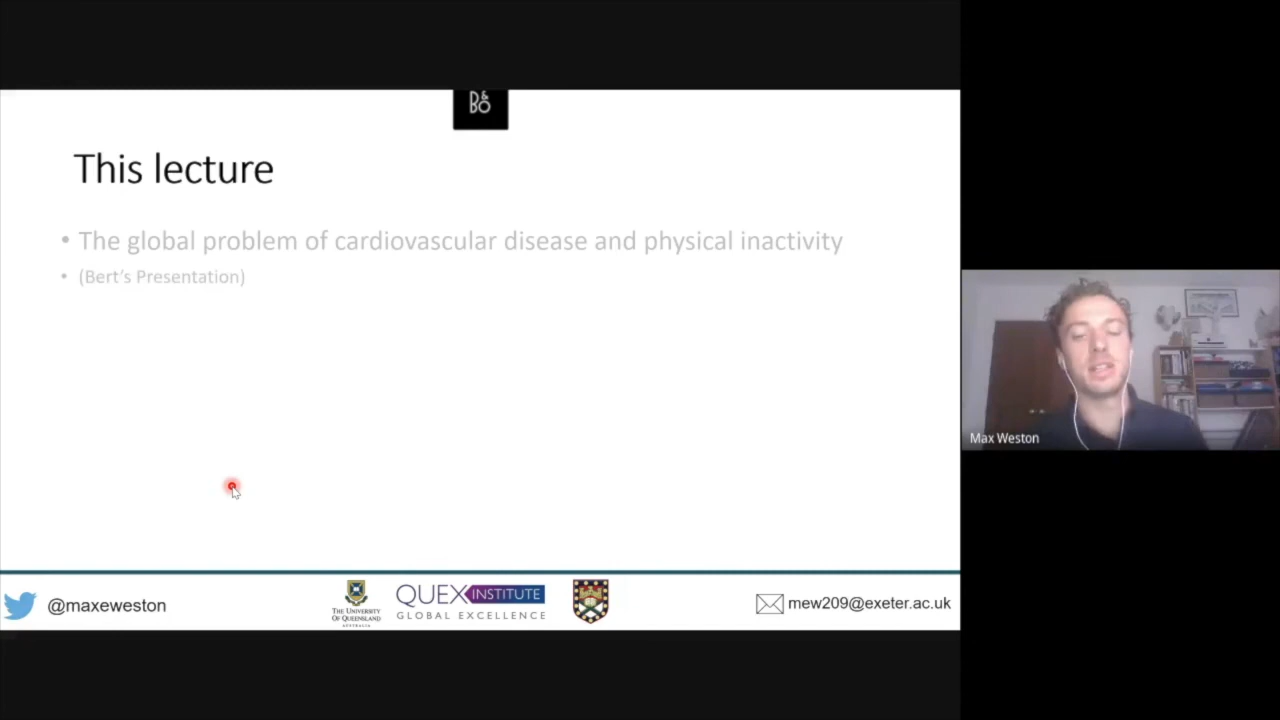 B&O
This lecture
• The global problem of cardiovascular disease and physical inactivity
• (Bert's Presentation)
Max Weston
@maxeweston
THE UNIVERSITY
OF QUEENSLAND
AUSTRALIA
QUEX INSTITUTE
GLOBAL EXCELLENCE
mew209@exeter.ac.uk